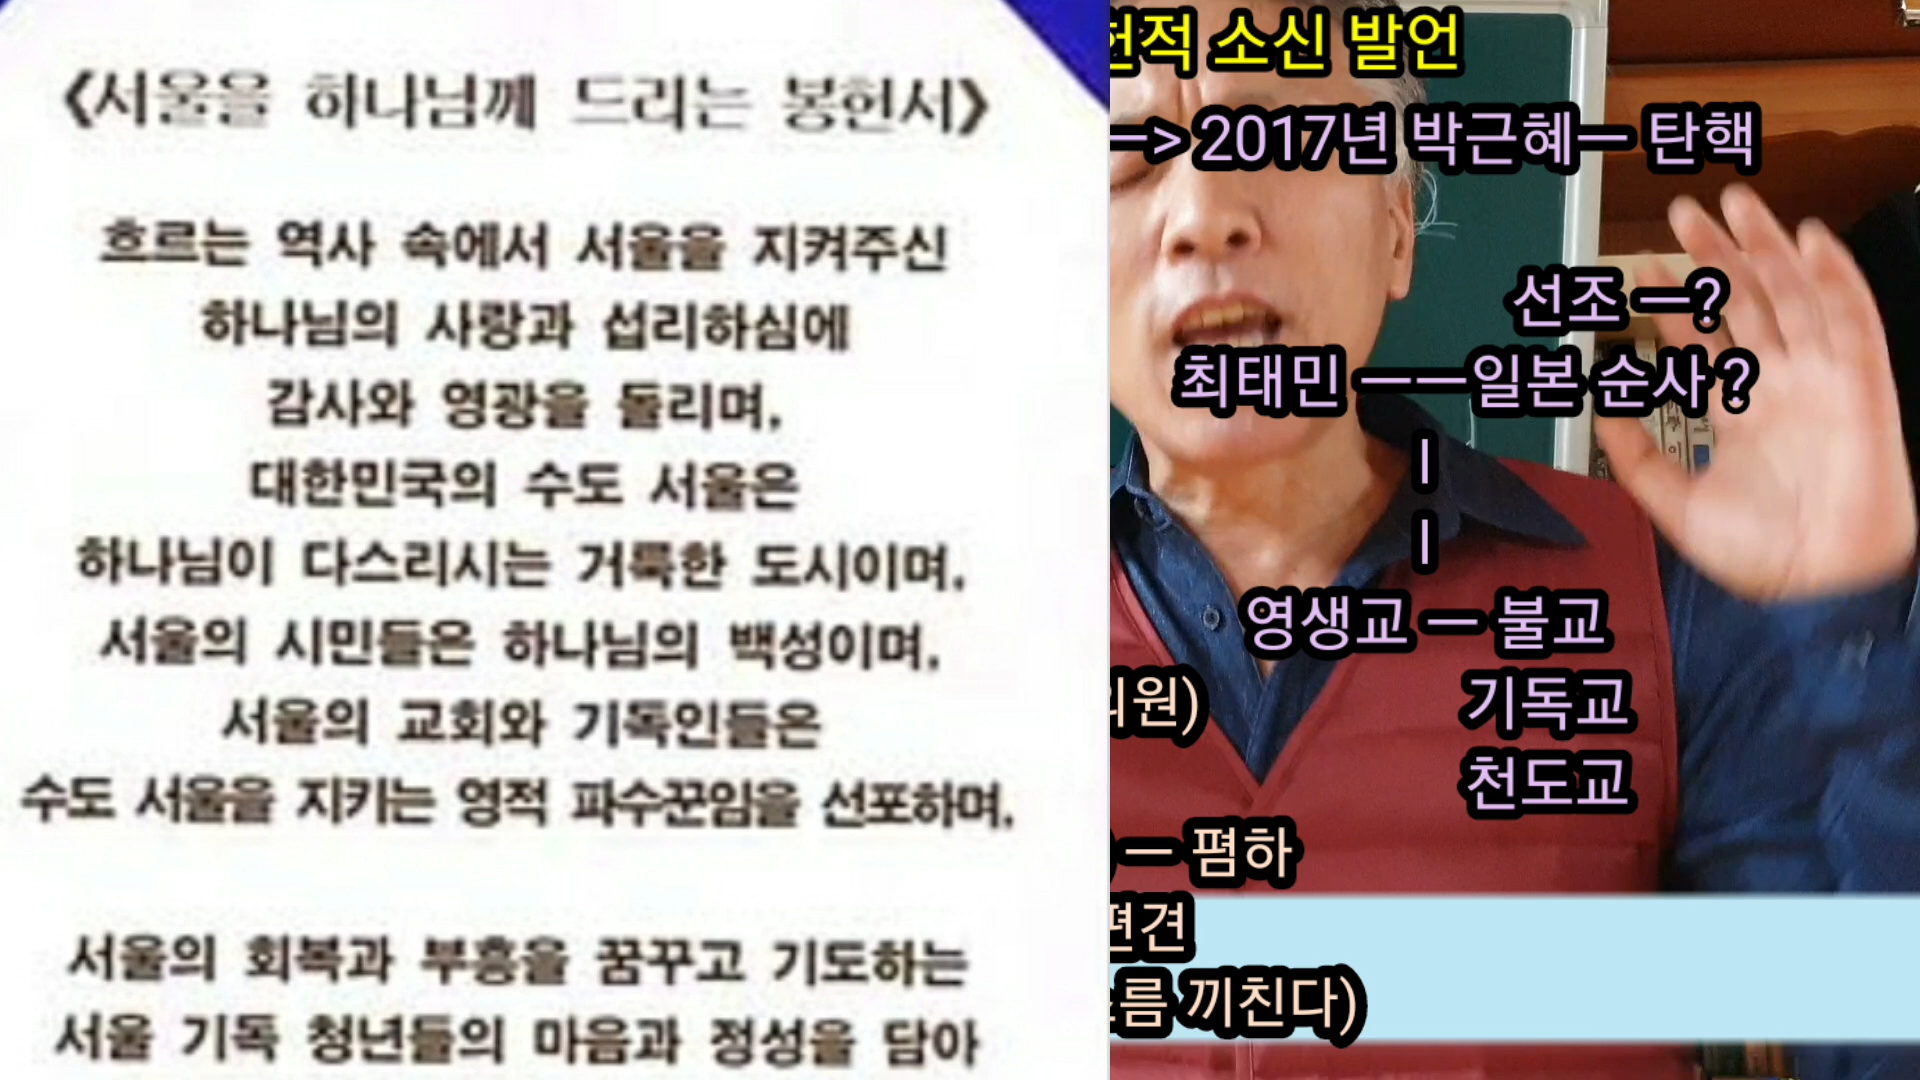 《서울을 하나님께 드리는 봉헌서》
흐르는 역사 속에서 서울을 지켜주신
하나님의 사랑과 섭리하심에
감사와 영광을 돌리며,
대한민국의 수도 서울은
하나님이 다스리시는 거룩한 도시이며,
서울의 시민들은 하나님의 백성이며,
서울의 교회와 기독인들은
수도 서울을 지키는 영적 파수꾼임을 선포하며,
서울의 회복과 부흥을 꿈꾸고 기도하는
서울 기독 청년들의 마음과 정성을 담아
헌적 소신 발언
—> 2017년 박근혜— 탄핵
선조 —?
최태민 ——일본 순사 ?
|
|
영생교 — 불교
기독교
천도교
의원)
) — 폄하
편견
소름 끼친다)